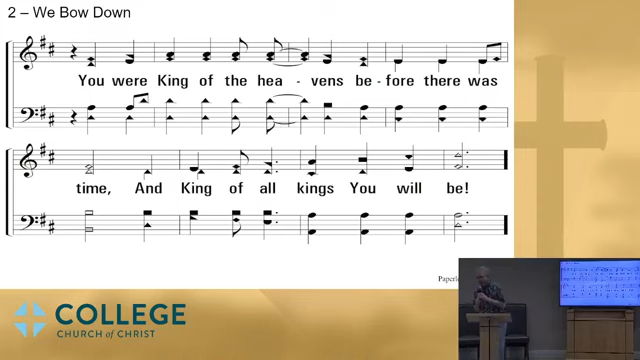 2 – We Bow Down
You were King of the hea - vens be - fore there was
time, And King of all kings You will be!
Paperle
COLLEGE
CHURCH of CHRIST